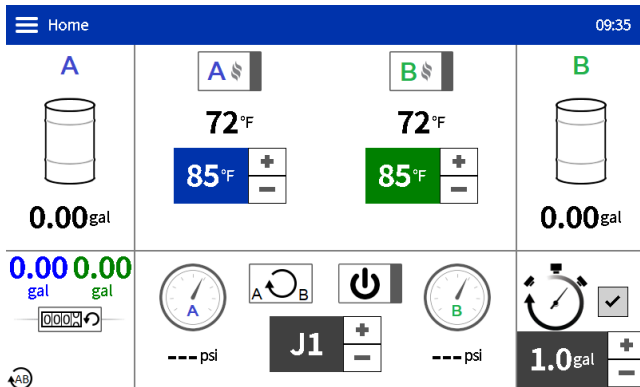 Home 09:35
A A B B
72°F 72°F
85°F + − 85°F + −
0.00gal 0.00gal
0.00 0.00
gal gal
A B A B
000
--- psi J1 + − --- psi
1.0gal + −
AB